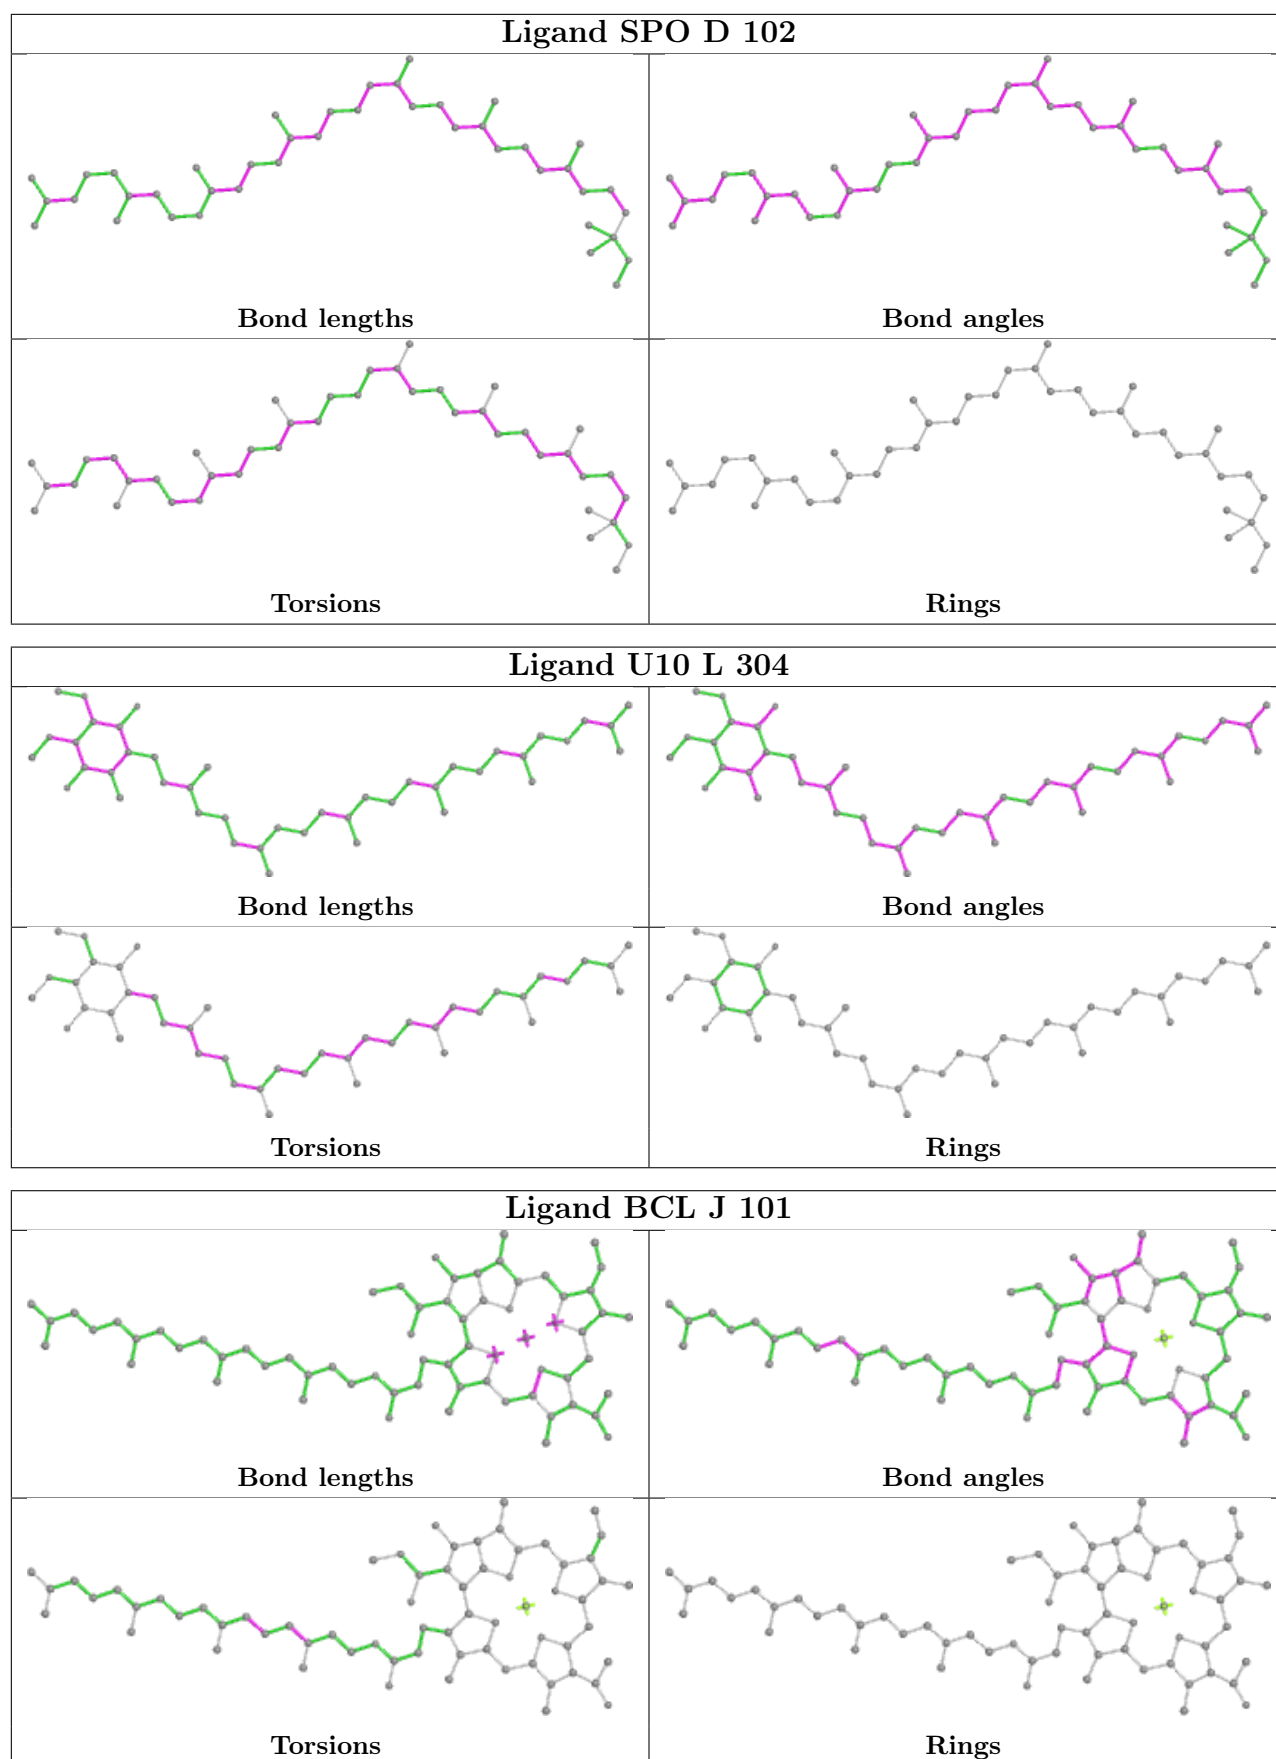 Ligand SPO D 102
Bond lengths
Bond angles
Torsions
Rings
Ligand U10 L 304
Bond lengths
Bond angles
Torsions
Rings
Ligand BCL J 101
Bond lengths
Bond angles
Torsions
Rings